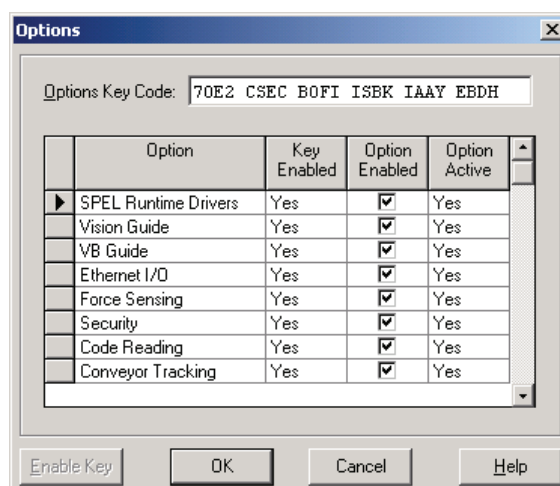 Options
Options Key Code: 70E2 CSEC BOFI ISBK IAAY EBDH
Option Key Enabled Option Enabled Option Active
SPEL Runtime Drivers Yes Yes
Vision Guide Yes Yes
VB Guide Yes Yes
Ethernet I/O Yes Yes
Force Sensing Yes Yes
Security Yes Yes
Code Reading Yes Yes
Conveyor Tracking Yes Yes
Enable Key OK Cancel Help